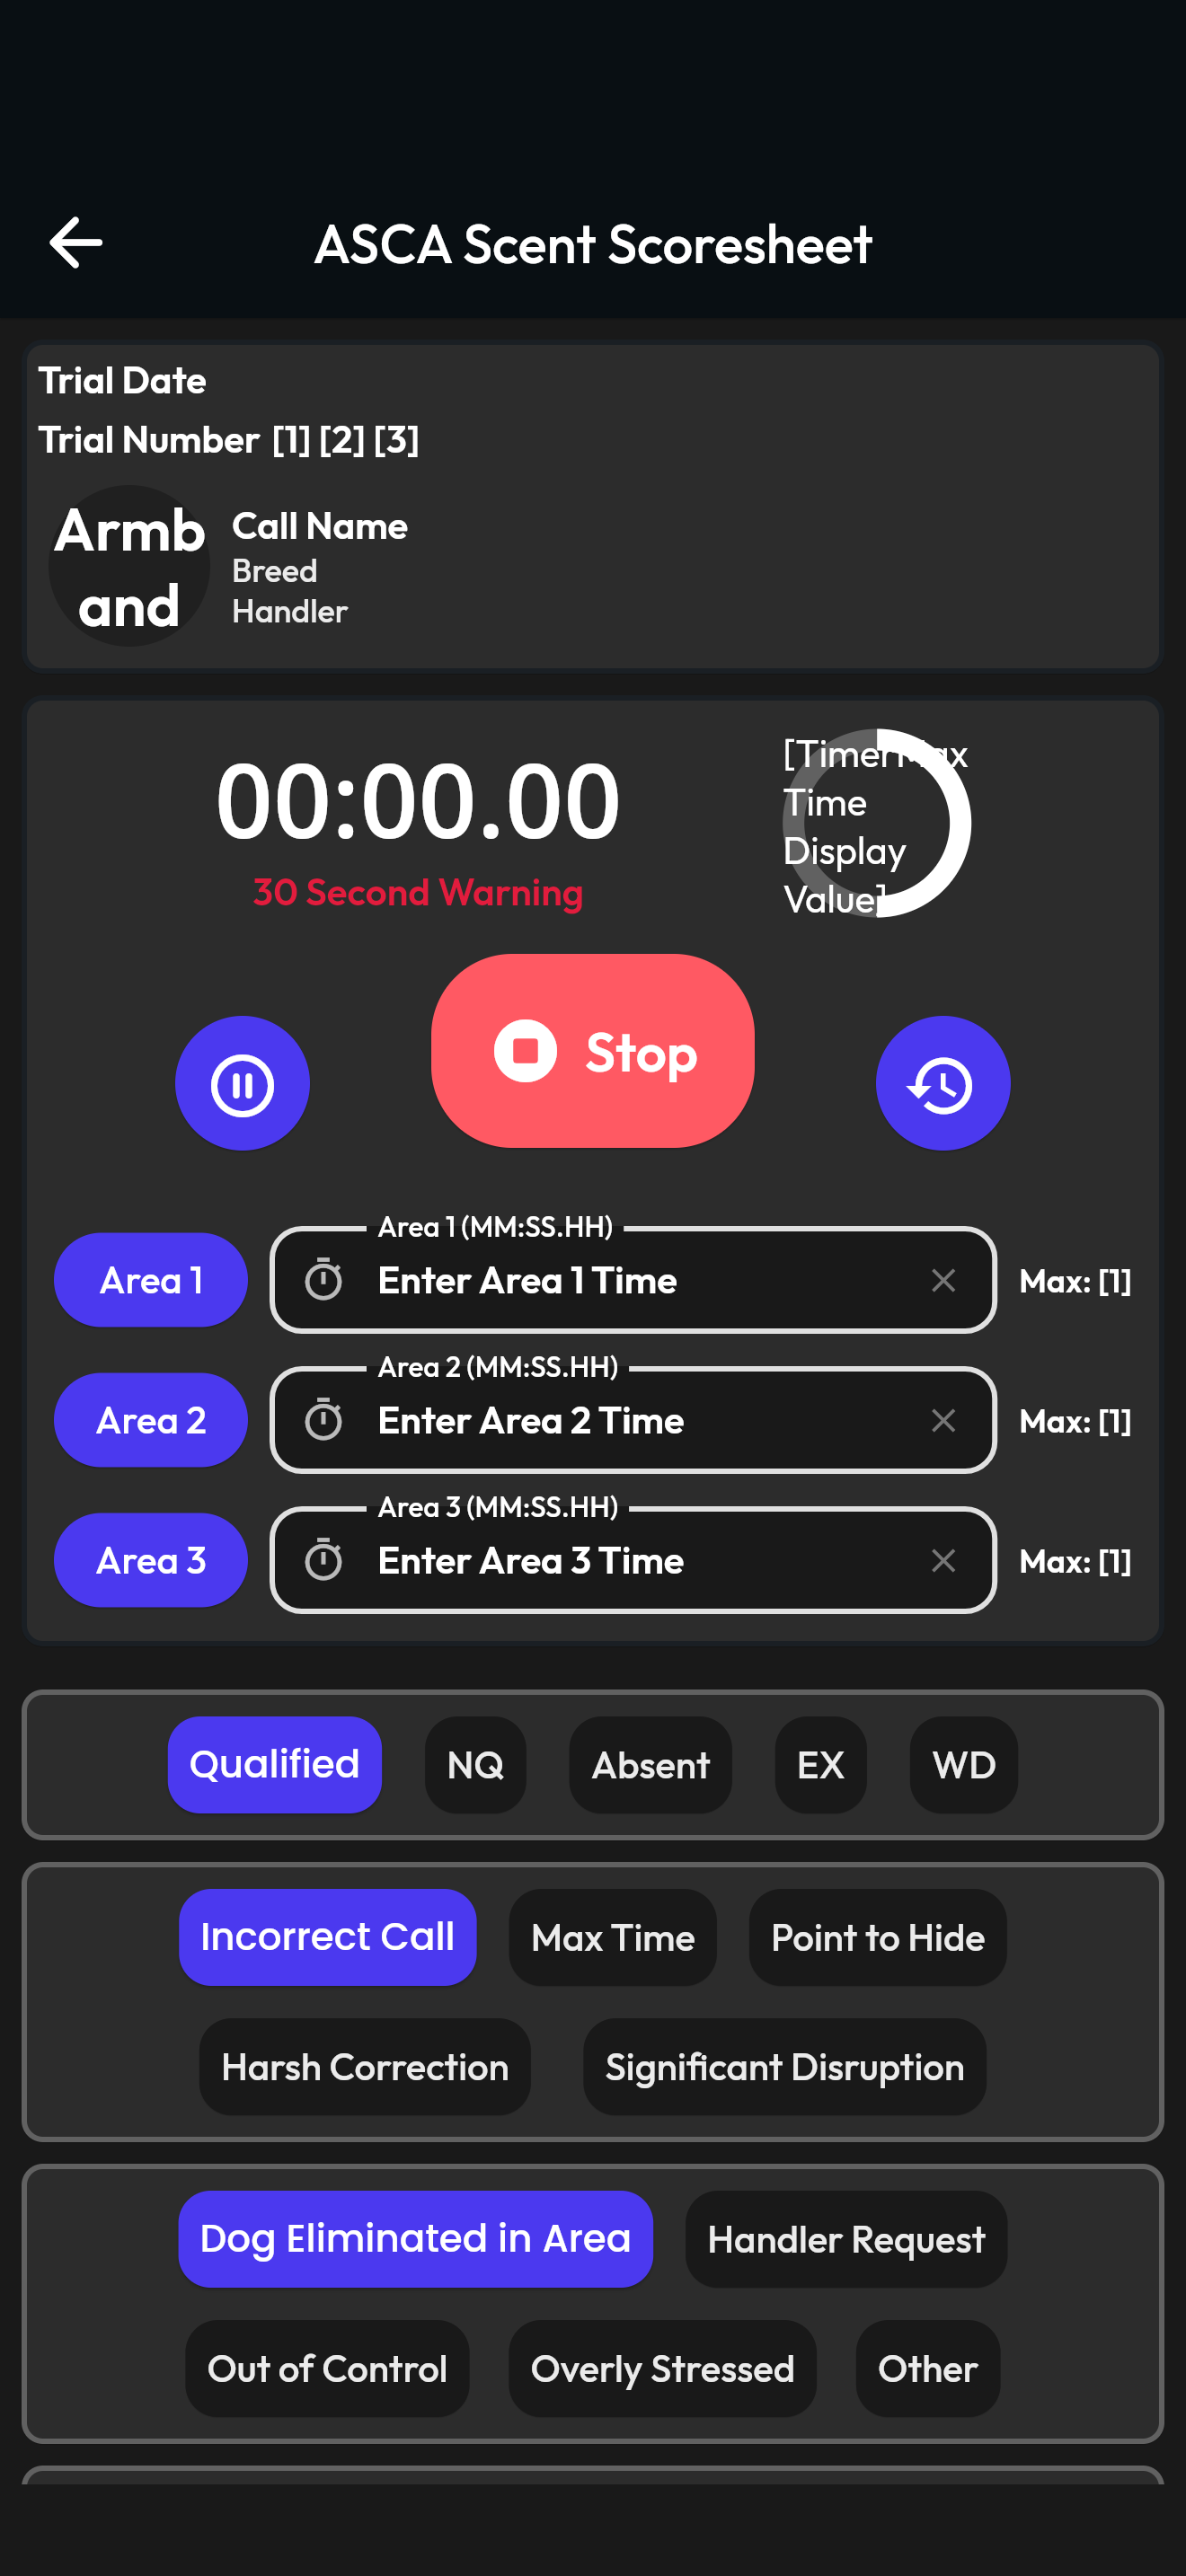 ASCA Scent Scoresheet
Trial Date
Trial Number [1] [2] [3]
Armb
and
Call Name
Breed
Handler
00:00.00
30 Second Warning
[TimerMax
Time
Display
Value]
Stop
Area 1 (MM:SS.HH)
Area 1
Enter Area 1 Time
Max: [1]
Area 2 (MM:SS.HH)
Area 2
Enter Area 2 Time
Max: [1]
Area 3 (MM:SS.HH)
Area 3
Enter Area 3 Time
Max: [1]
Qualified NQ Absent EX WD
Incorrect Call Max Time Point to Hide
Harsh Correction Significant Disruption
Dog Eliminated in Area Handler Request
Out of Control Overly Stressed Other